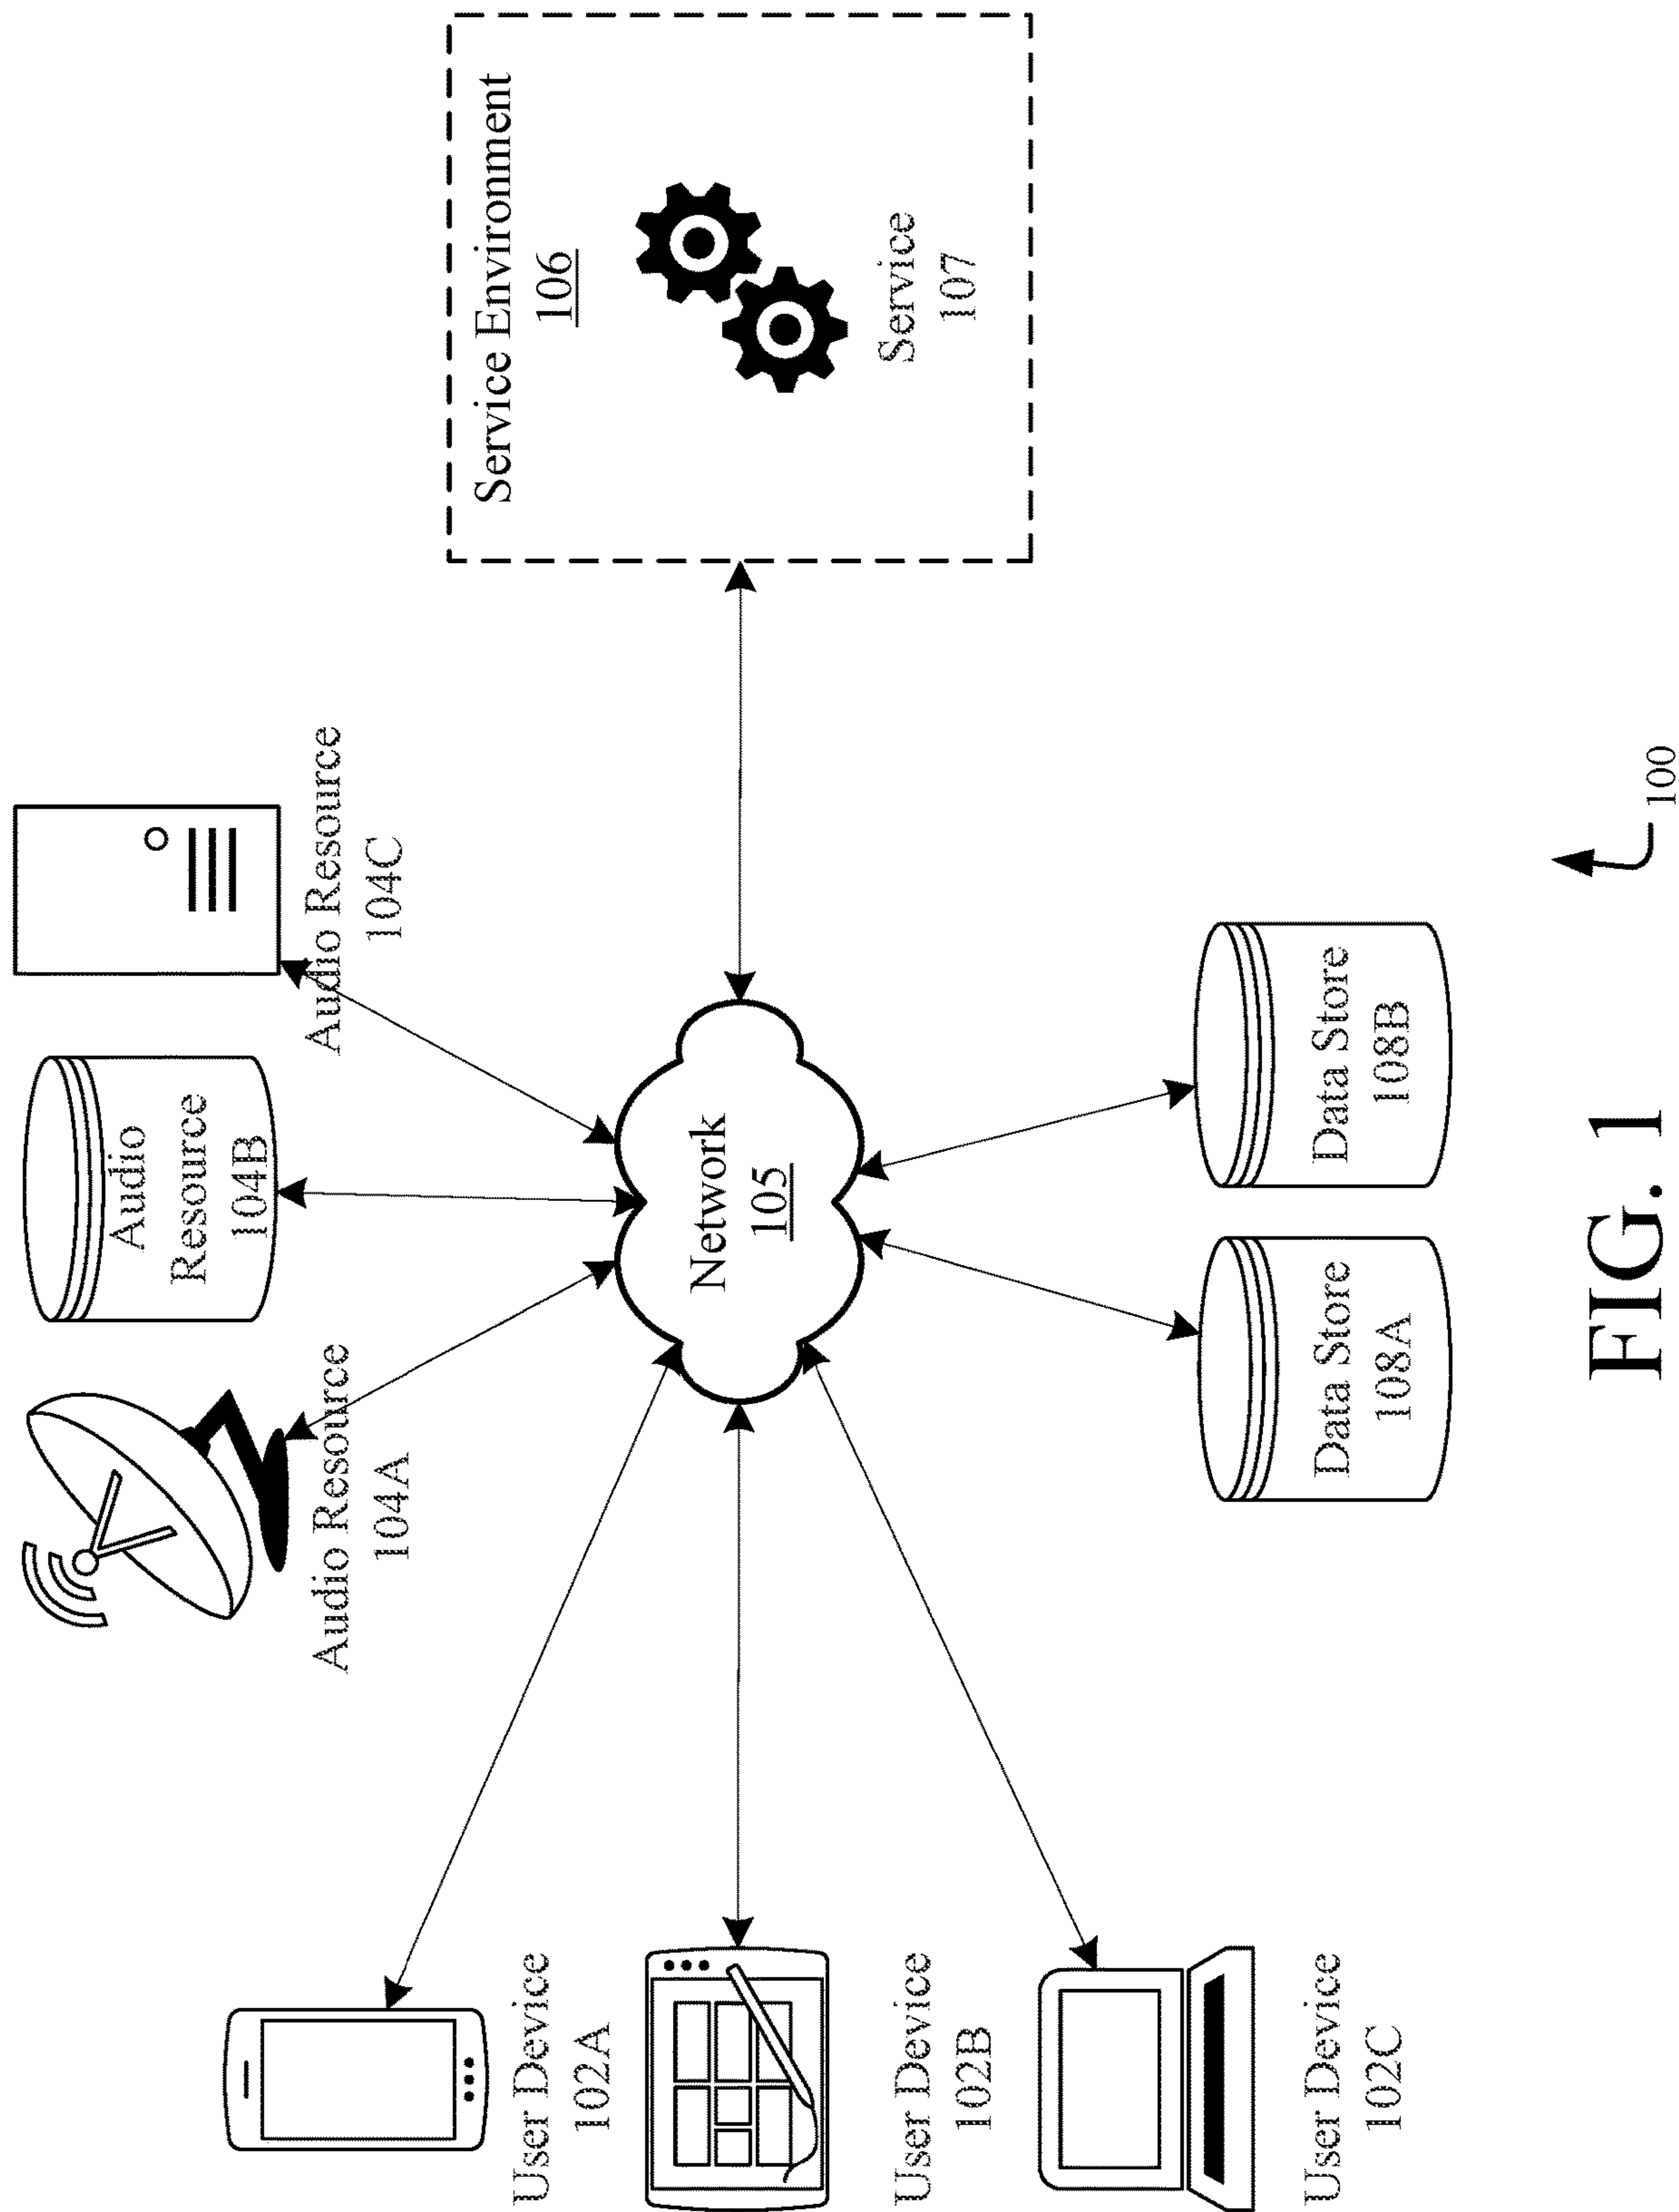 Audio Resource
104A
Audio
Resource
104B
Audio Resource
104C
User Device
102A
Service Environment
106
Network
105
User Device
102B
Service
107
User Device
102C
Data Store
108A
Data Store
108B
100
FIG. 1